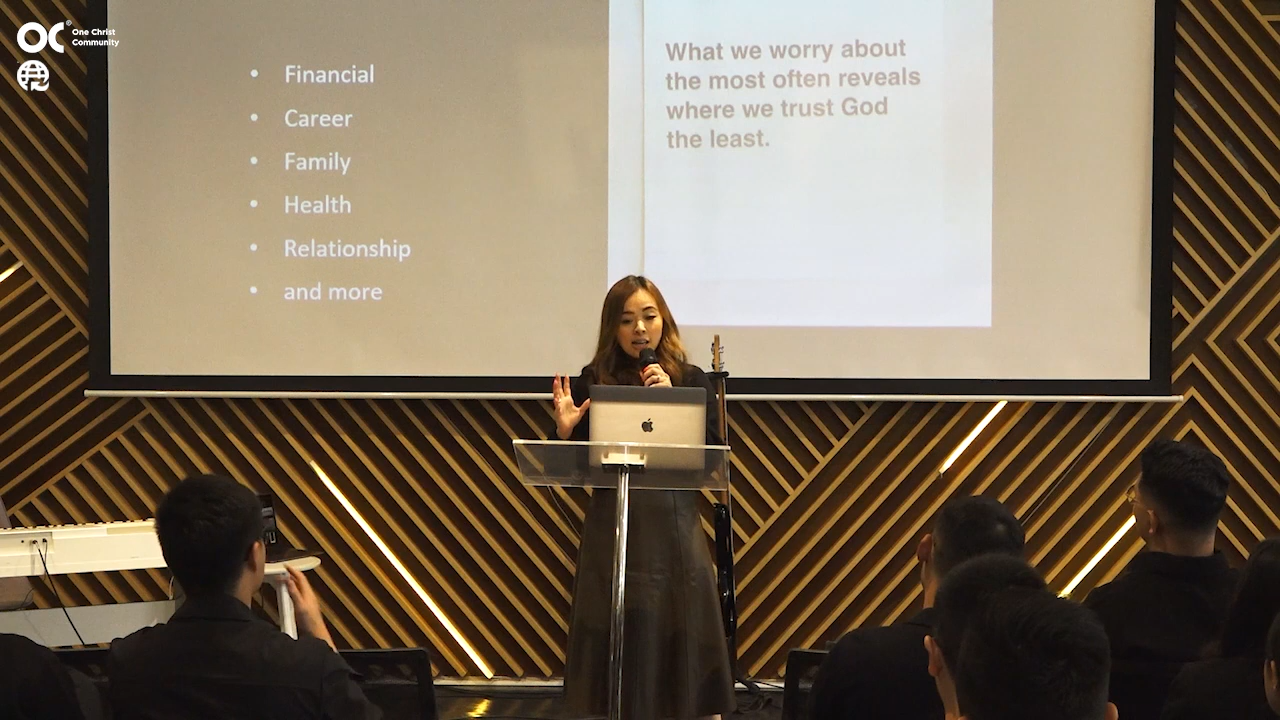 OC® One Christ
Community
• Financial
• Career
• Family
• Health
• Relationship
• and more
What we worry about
the most often reveals
where we trust God
the least.